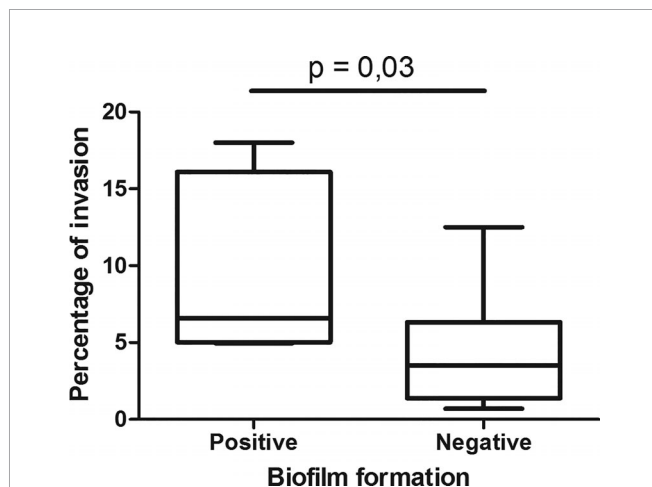 p = 0,03
Percentage of invasion
20
15
10
5
0
Positive
Negative
Biofilm formation